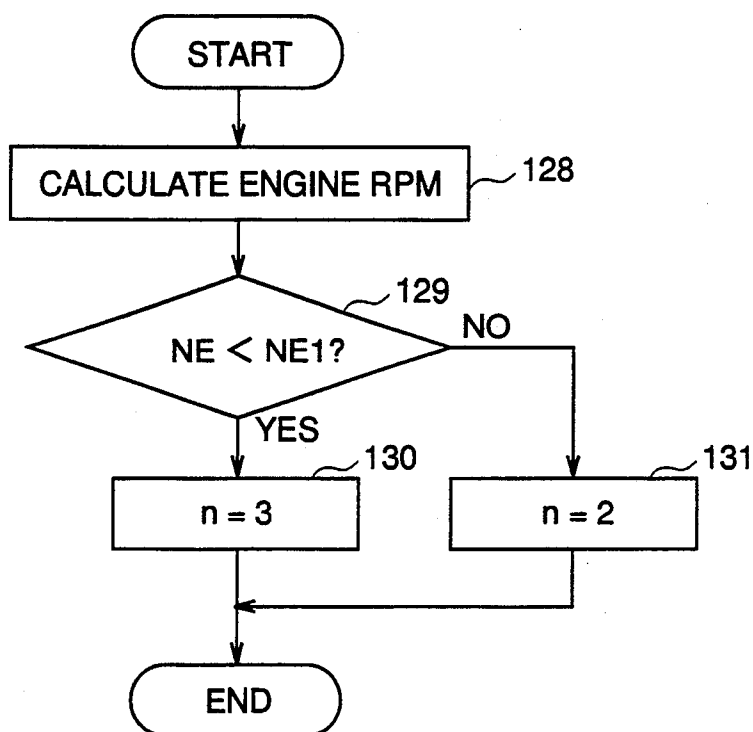 START
CALCULATE ENGINE RPM
128
129
NE < NE1?
NO
YES
130
131
n = 3
n = 2
END